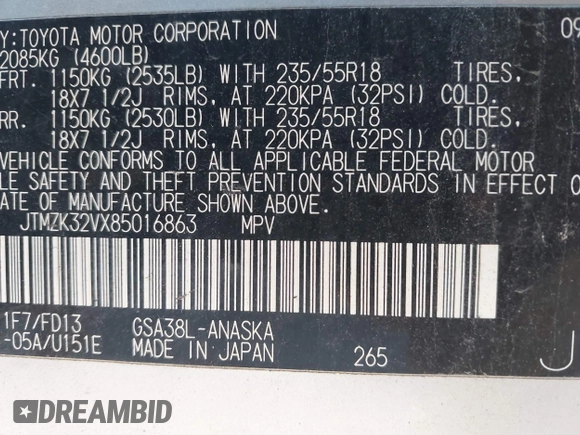 Y:TOYOTA MOTOR CORPORATION 09
2085KG (4600LB)
FRT. 1150KG (2535LB) WITH 235/55R18 TIRES,
18X7 1/2J RIMS, AT 220KPA (32PSI) COLD.
RR. 1150KG (2530LB) WITH 235/55R18 TIRES,
18X7 1/2J RIMS, AT 220KPA (32PSI) COLD.
VEHICLE CONFORMS TO ALL APPLICABLE FEDERAL MOTOR
LE SAFETY AND THEFT PREVENTION STANDARDS IN EFFECT ON
ATE OF MANUFACTURE SHOWN ABOVE.
JTMZK32VX85016863 MPV
1F7/FD13 GSA38L-ANASKA
-05A/U151E MADE IN JAPAN 265 J
DREAMBID